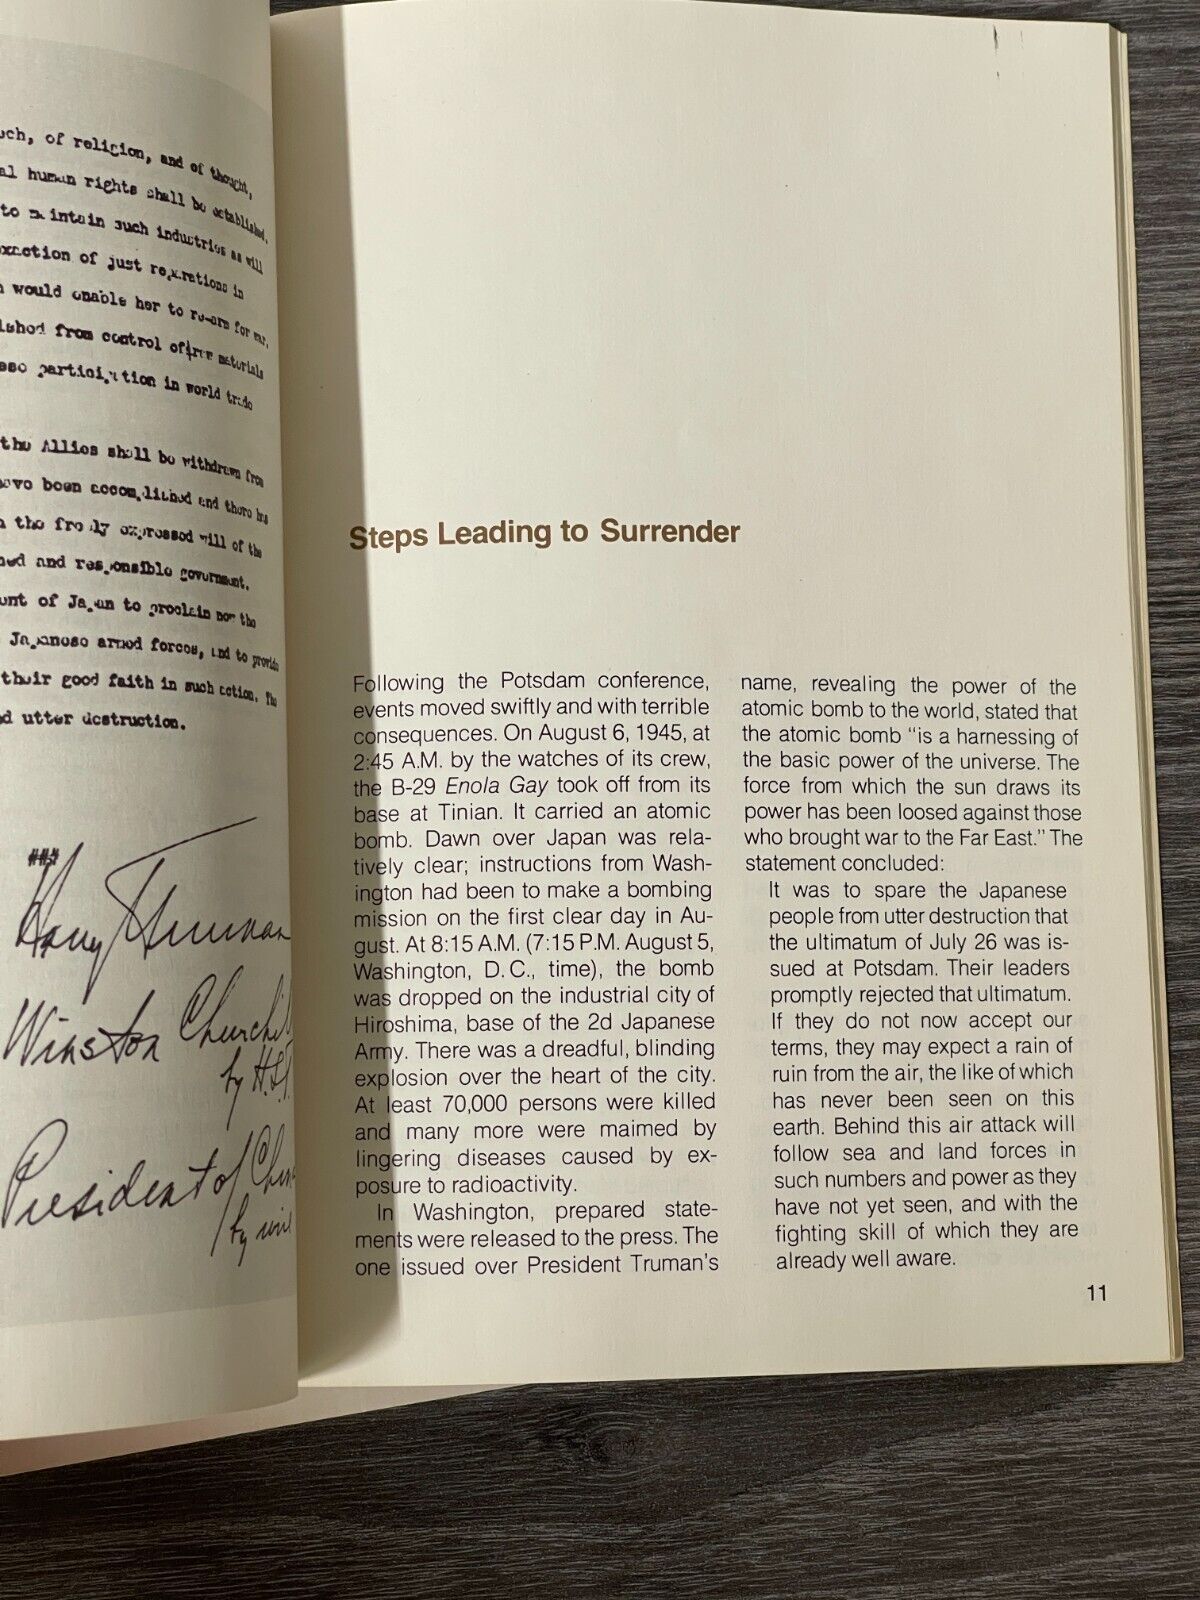 of religion, and of thought,
human rights shall be established.
to maintain such industries as will
of just reparations in
would enable her to re-arm for war.
from control of raw materials
participation in world trade
the Allies shall be withdrawn from
been accomplished and there has
the freely expressed will of the
and responsible government.
of Japan to proclaim now the
Japanese armed forces, and to provide
their good faith in such action. The
utter destruction.
###
Harry Truman
Winston Churchill
by H.S.T.
President of China
by wire
Steps Leading to Surrender
Following the Potsdam conference,
events moved swiftly and with terrible
consequences. On August 6, 1945, at
2:45 A.M. by the watches of its crew,
the B-29 Enola Gay took off from its
base at Tinian. It carried an atomic
bomb. Dawn over Japan was rela-
tively clear; instructions from Wash-
ington had been to make a bombing
mission on the first clear day in Au-
gust. At 8:15 A.M. (7:15 P.M. August 5,
Washington, D.C., time), the bomb
was dropped on the industrial city of
Hiroshima, base of the 2d Japanese
Army. There was a dreadful, blinding
explosion over the heart of the city.
At least 70,000 persons were killed
and many more were maimed by
lingering diseases caused by ex-
posure to radioactivity.
In Washington, prepared state-
ments were released to the press. The
one issued over President Truman's
name, revealing the power of the
atomic bomb to the world, stated that
the atomic bomb "is a harnessing of
the basic power of the universe. The
force from which the sun draws its
power has been loosed against those
who brought war to the Far East." The
statement concluded:
It was to spare the Japanese
people from utter destruction that
the ultimatum of July 26 was is-
sued at Potsdam. Their leaders
promptly rejected that ultimatum.
If they do not now accept our
terms, they may expect a rain of
ruin from the air, the like of which
has never been seen on this
earth. Behind this air attack will
follow sea and land forces in
such numbers and power as they
have not yet seen, and with the
fighting skill of which they are
already well aware.
11